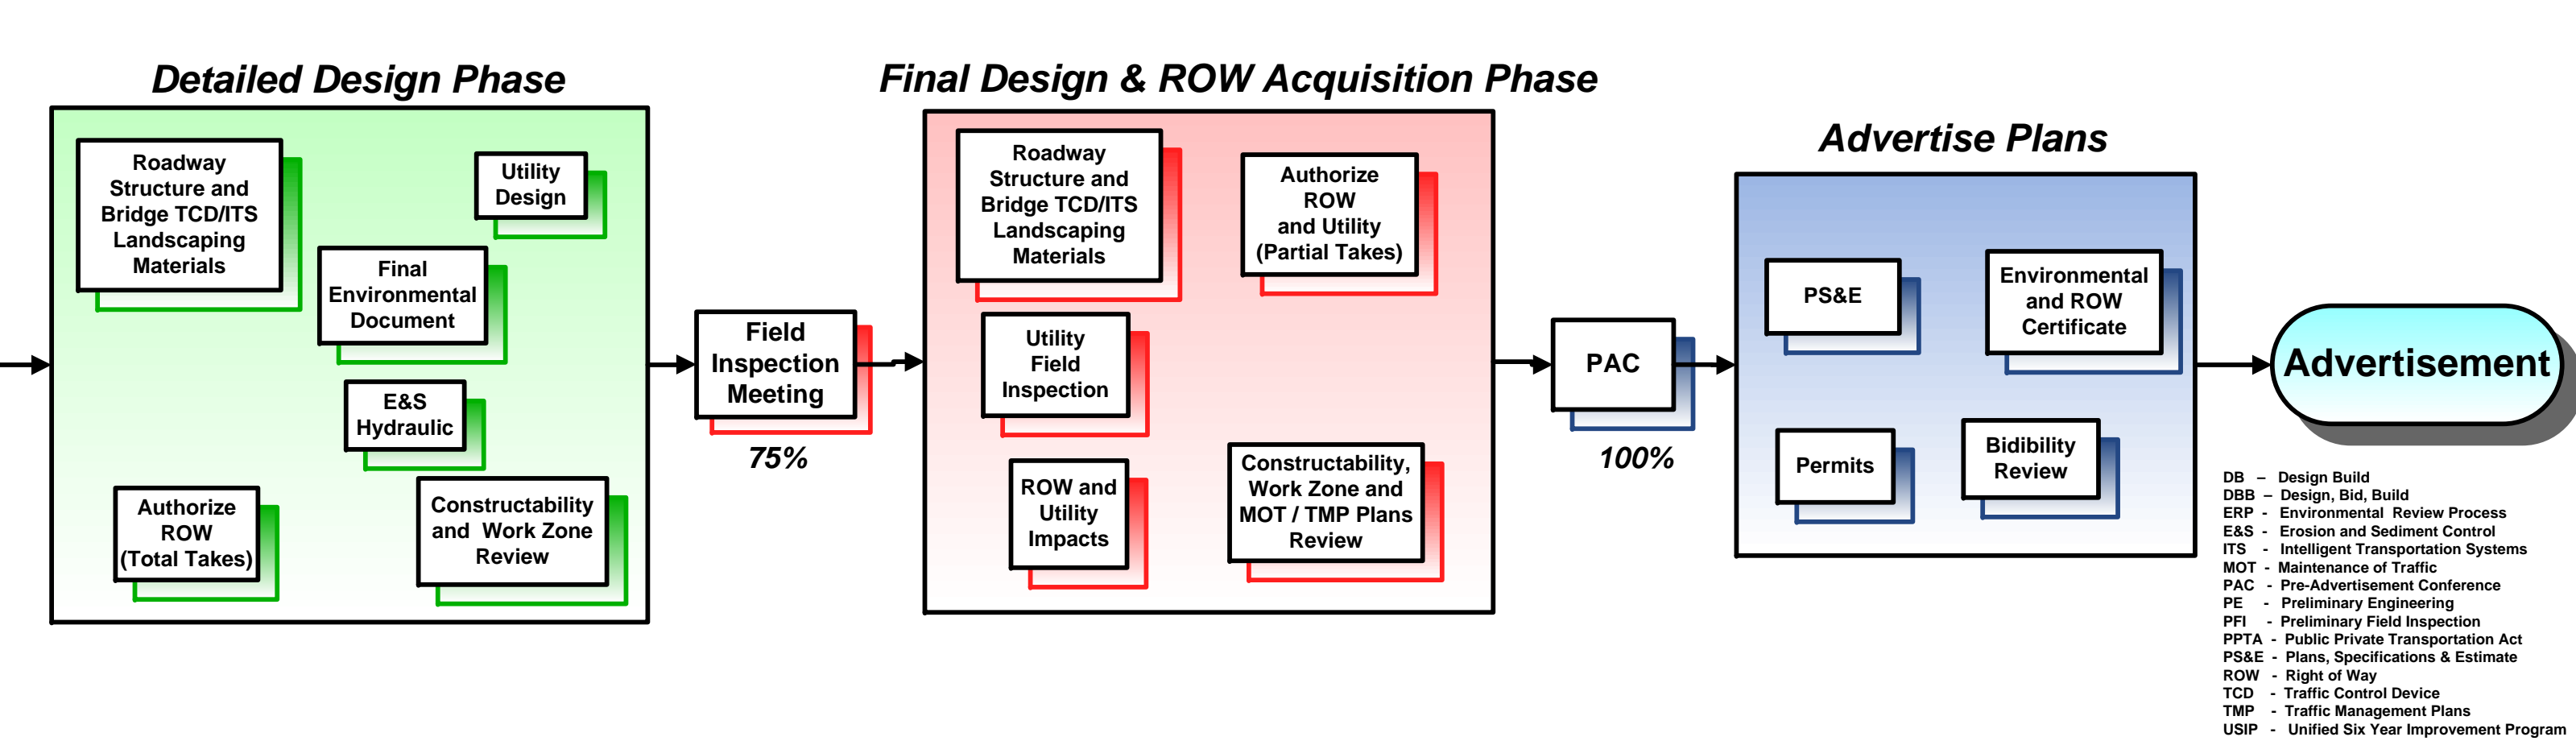 Detailed Design Phase
Roadway
Structure and
Bridge TCD/ITS
Landscaping
Materials
Utility
Design
Final
Environmental
Document
E&S
Hydraulic
Authorize
ROW
(Total Takes)
Constructability
and Work Zone
Review
Field
Inspection
Meeting
75%
Final Design & ROW Acquisition Phase
Roadway
Structure and
Bridge TCD/ITS
Landscaping
Materials
Authorize
ROW
and Utility
(Partial Takes)
Utility
Field
Inspection
ROW and
Utility
Impacts
Constructability,
Work Zone and
MOT / TMP Plans
Review
PAC
100%
Advertise Plans
PS&E
Environmental
and ROW
Certificate
Permits
Bidibility
Review
Advertisement
DB – Design Build
DBB – Design, Bid, Build
ERP - Environmental Review Process
E&S - Erosion and Sediment Control
ITS - Intelligent Transportation Systems
MOT - Maintenance of Traffic
PAC - Pre-Advertisement Conference
PE - Preliminary Engineering
PFI - Preliminary Field Inspection
PPTA - Public Private Transportation Act
PS&E - Plans, Specifications & Estimate
ROW - Right of Way
TCD - Traffic Control Device
TMP - Traffic Management Plans
USIP - Unified Six Year Improvement Program